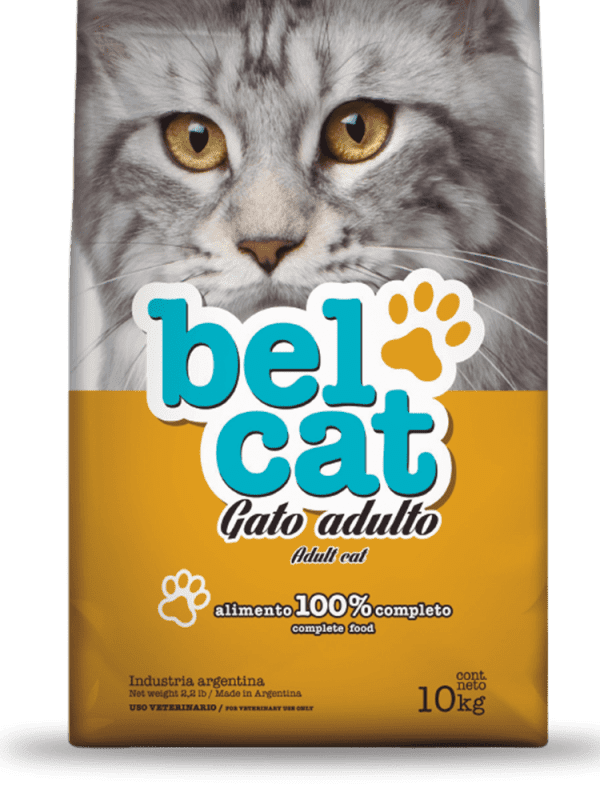 bel
cat
Gato adulto
Adult cat
alimento 100% completo
complete food
Industria argentina
Net weight 2,2 lb / Made in Argentina
USO VETERINARIO / FOR VETERINARY USE ONLY
cont.
neto
10kg